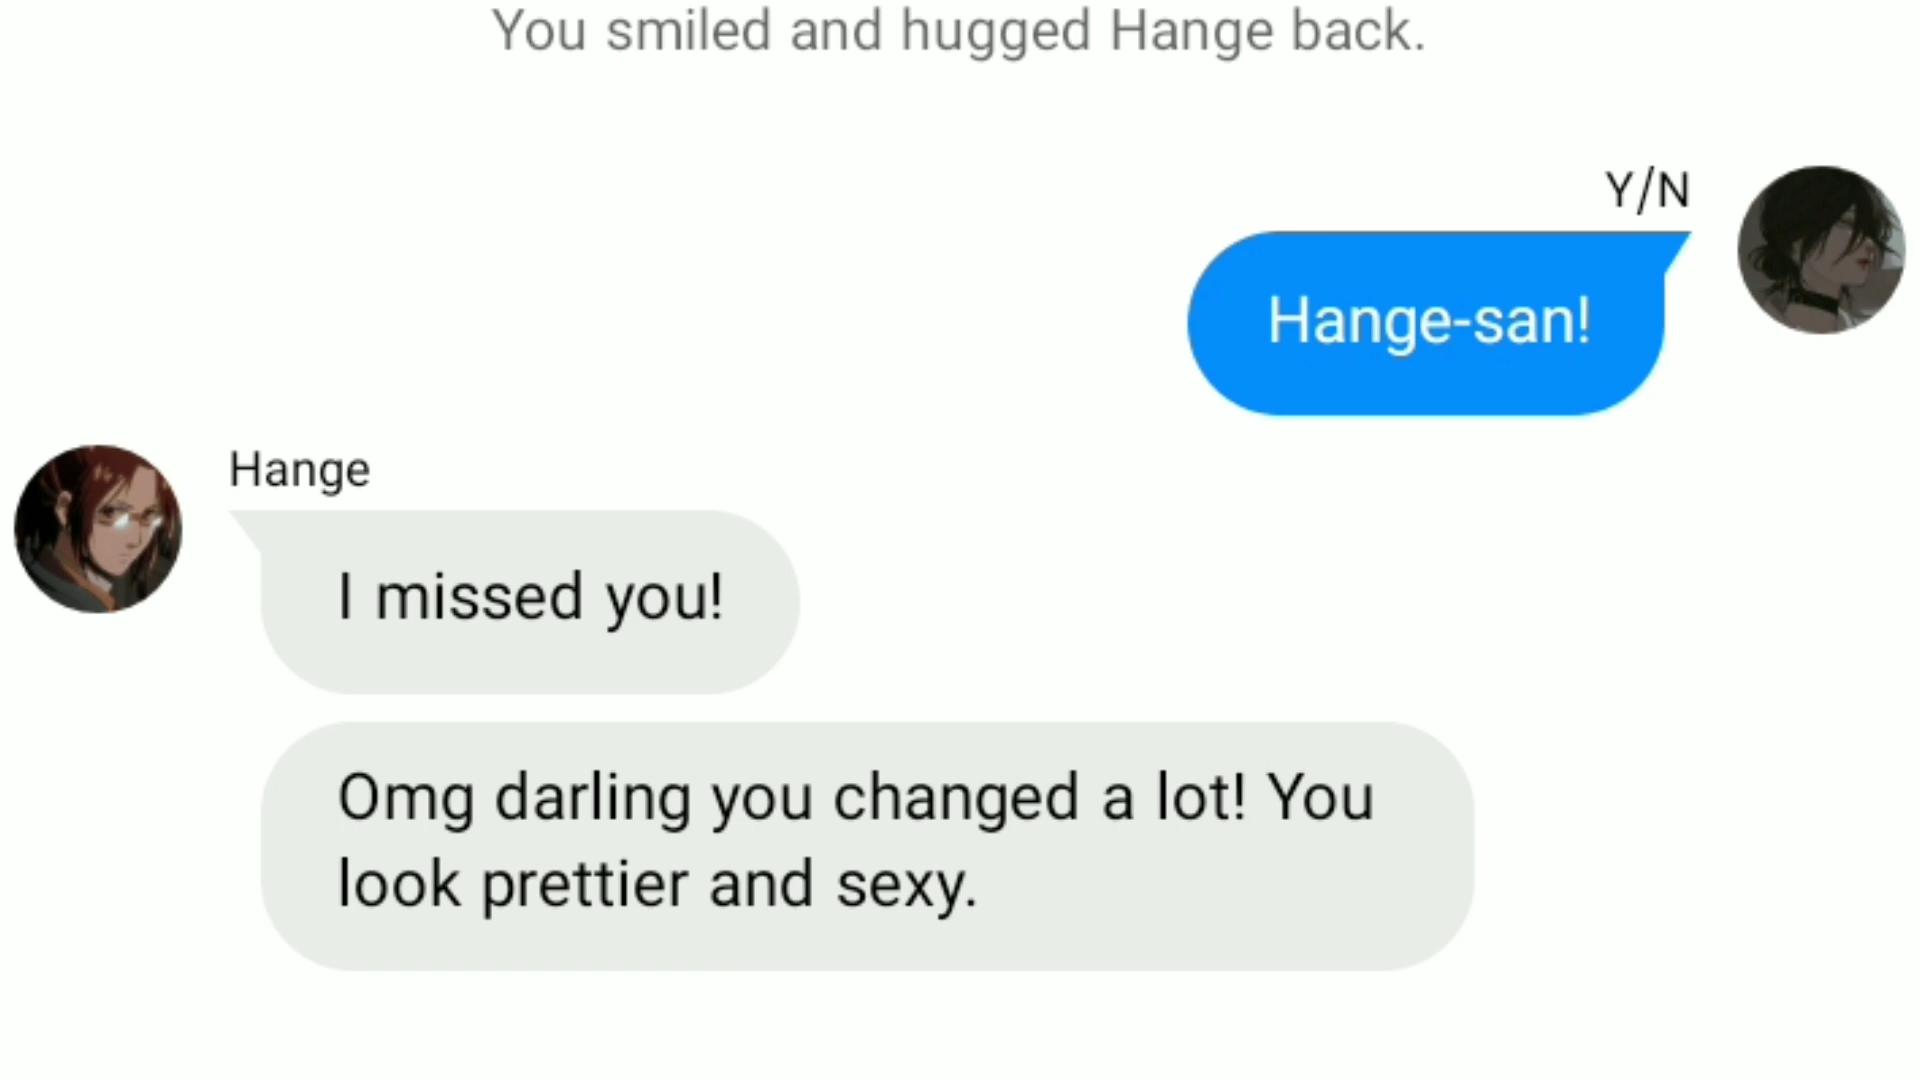 You smiled and hugged Hange back.
Y/N
Hange-san!
Hange
I missed you!
Omg darling you changed a lot! You
look prettier and sexy.